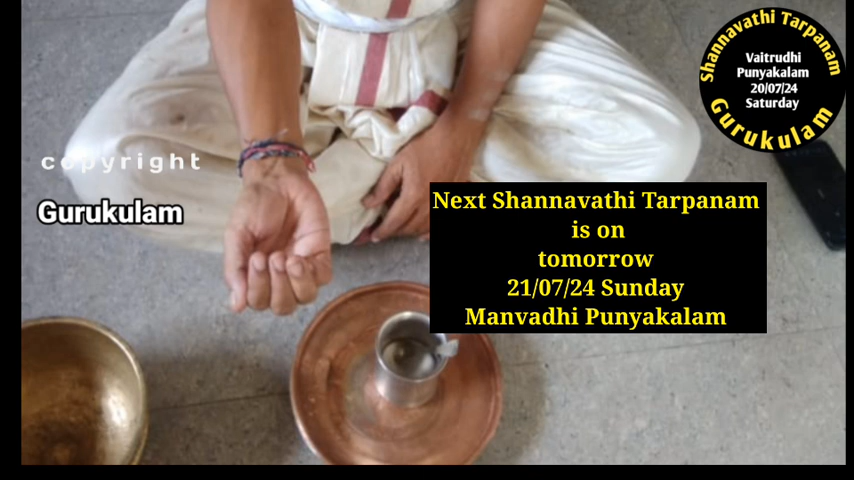 Shannavathi Tarpanam
Vaitrudhi
Punyakalam
20/07/24
Saturday
Gurukulam
copyright
Gurukulam
Next Shannavathi Tarpanam
is on
tomorrow
21/07/24 Sunday
Manvadhi Punyakalam